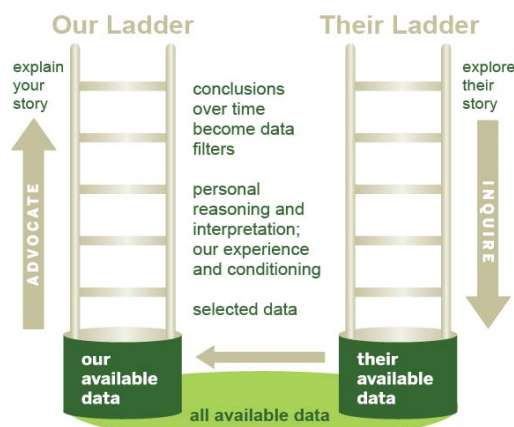 Our Ladder
Their Ladder
explain
your
story
ADVOCATE
conclusions
over time
become data
filters
personal
reasoning and
interpretation;
our experience
and conditioning
selected data
explore
their
story
INQUIRE
our
available
data
their
available
data
all available data